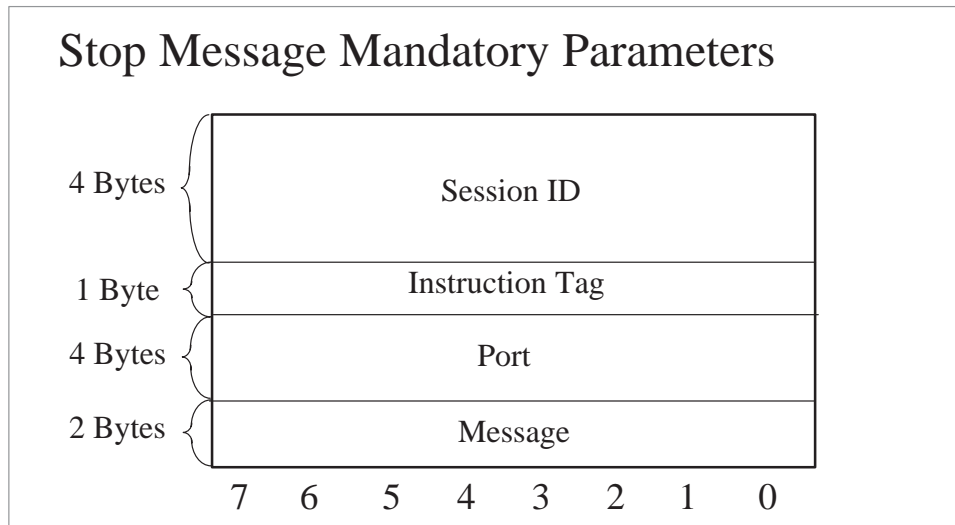 Stop Message Mandatory Parameters
4 Bytes
Session ID
1 Byte
Instruction Tag
4 Bytes
Port
2 Bytes
Message
7 6 5 4 3 2 1 0